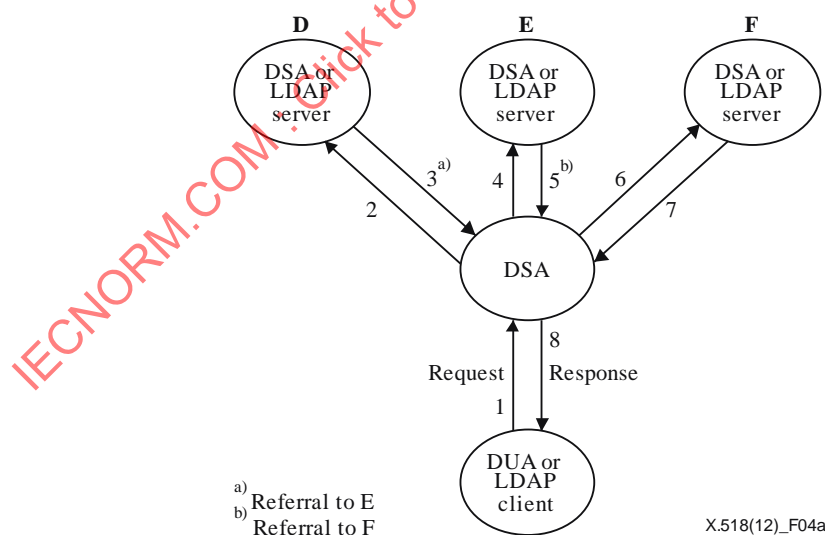 D E F
DSA or
LDAP
server
DSA or
LDAP
server
DSA or
LDAP
server
3a)
4
5b)
6
2
7
DSA
8
Request
Response
1
DUA or
LDAP
client
a) Referral to E
b) Referral to F
X.518(12)_F04a
IECNORM.COM : Click to